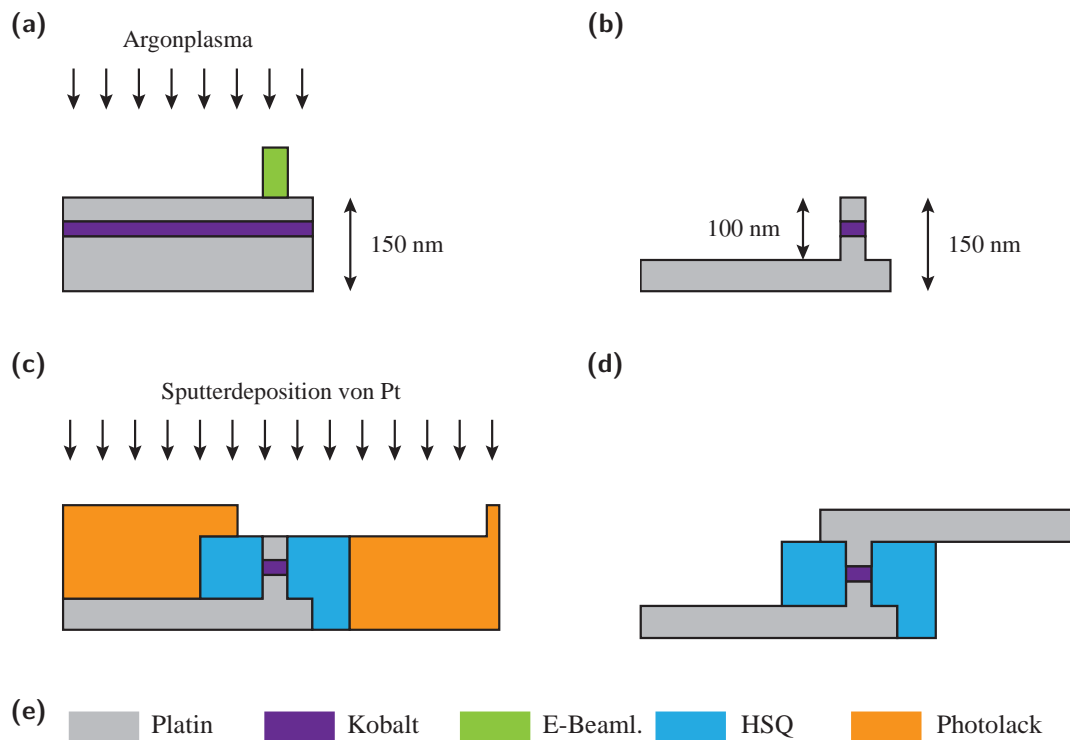 (a)
Argonplasma
150 nm
(b)
100 nm
150 nm
(c)
Sputterdeposition von Pt
(d)
(e) Platin Kobalt E-Beaml. HSQ Photolack